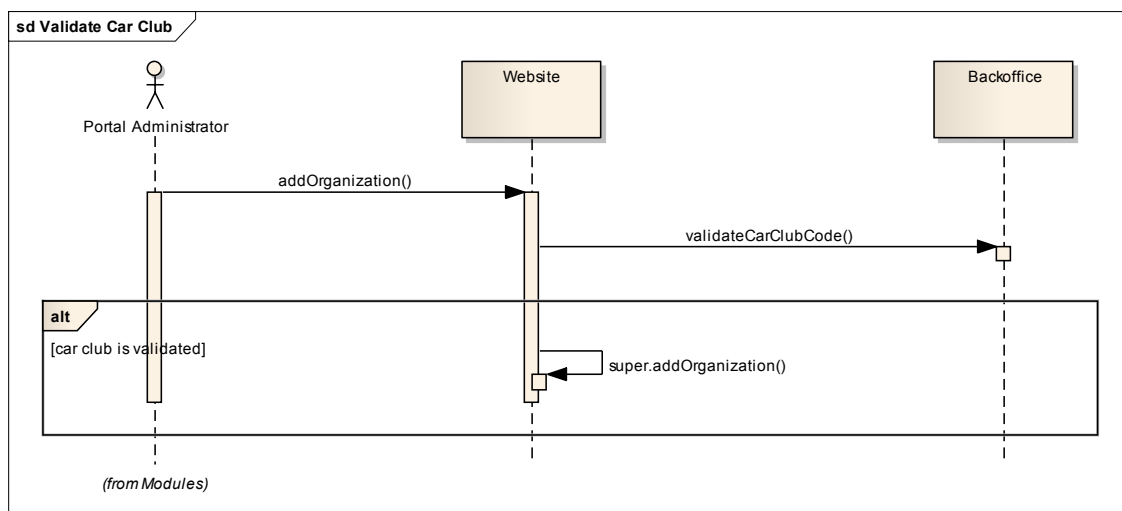 sd Validate Car Club
Portal Administrator
Website
Backoffice
addOrganization()
validateCarClubCode()
alt
[car club is validated]
super.addOrganization()
(from Modules)